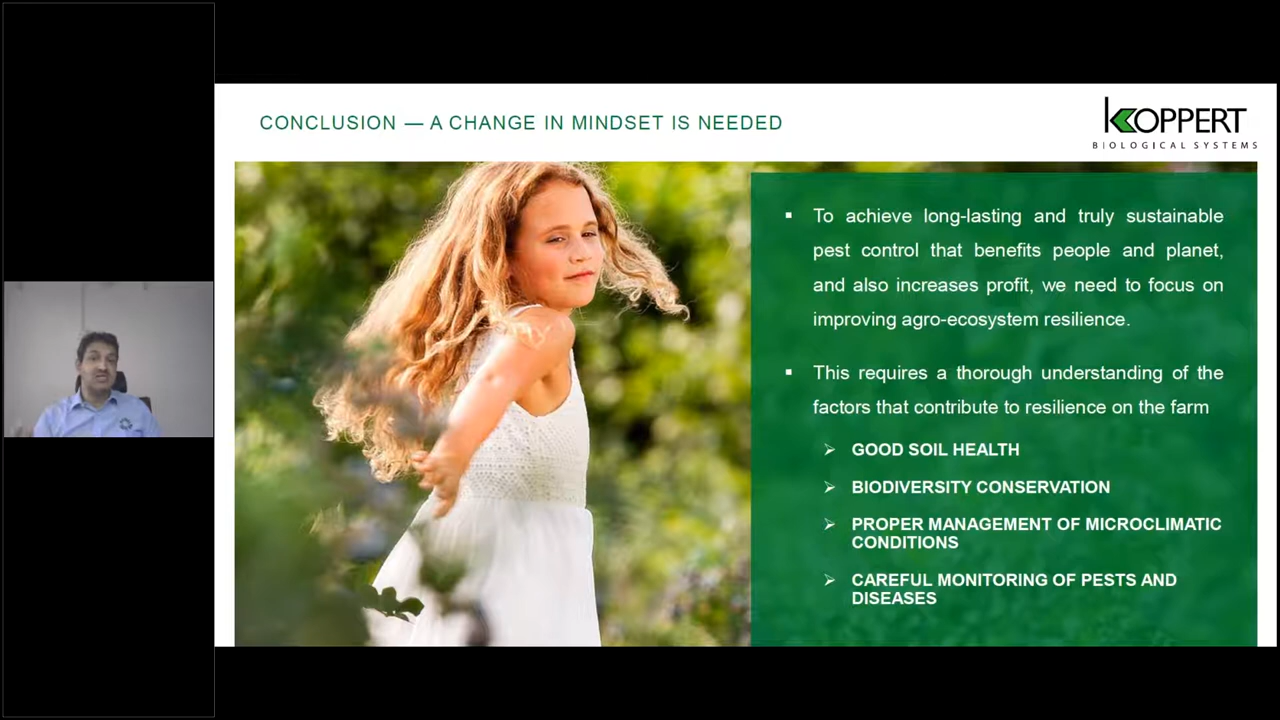 CONCLUSION — A CHANGE IN MINDSET IS NEEDED
KOPPERT
BIOLOGICAL SYSTEMS
▪ To achieve long-lasting and truly sustainable
pest control that benefits people and planet,
and also increases profit, we need to focus on
improving agro-ecosystem resilience.
▪ This requires a thorough understanding of the
factors that contribute to resilience on the farm
➢ GOOD SOIL HEALTH
➢ BIODIVERSITY CONSERVATION
➢ PROPER MANAGEMENT OF MICROCLIMATIC
CONDITIONS
➢ CAREFUL MONITORING OF PESTS AND
DISEASES